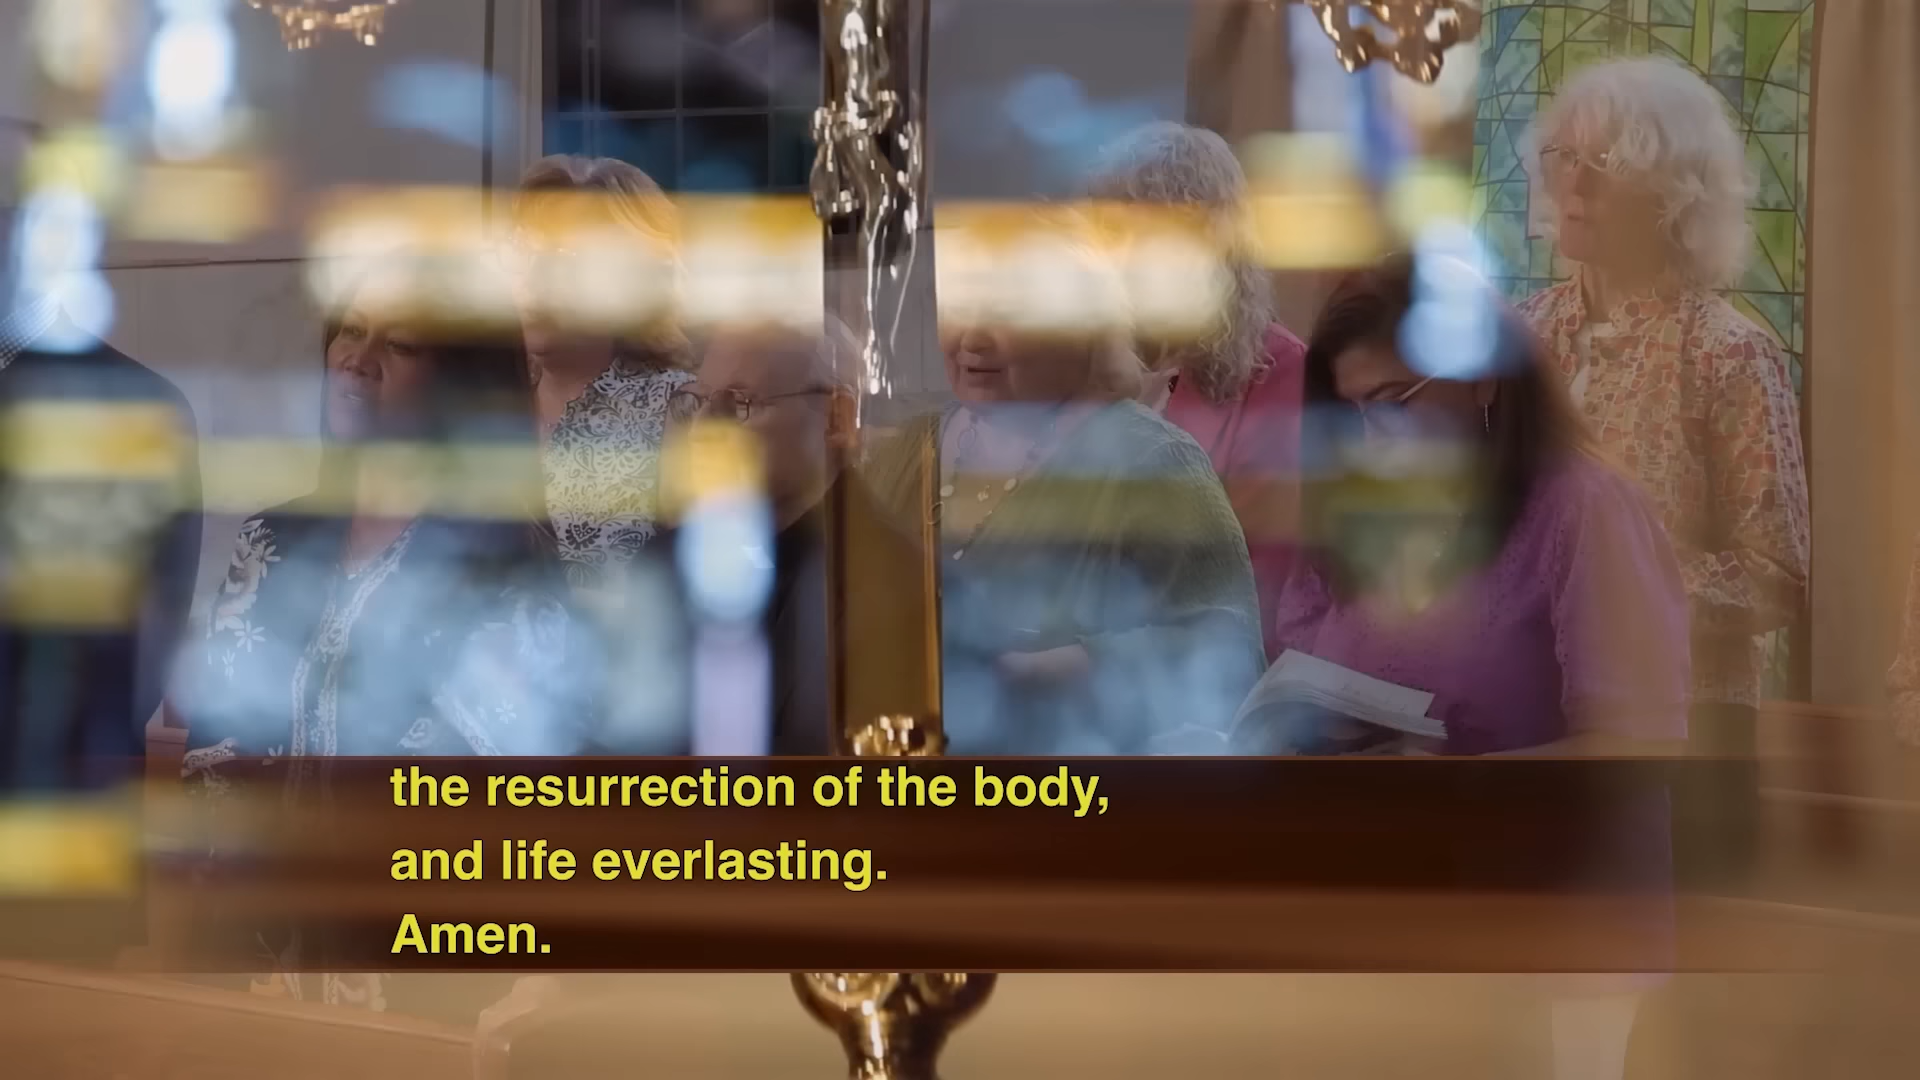 the resurrection of the body,
and life everlasting.
Amen.